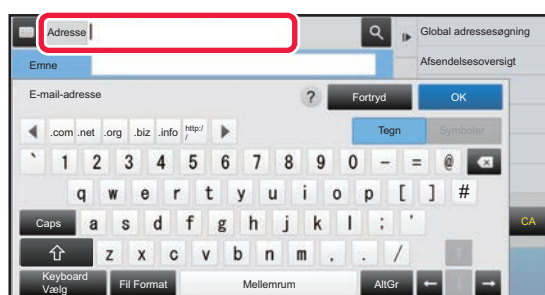 Adresse
Global adressesøgning
Emne
Afsendelsesoversigt
E-mail-adresse
? Fortryd OK
.com .net .org .biz .info http:// Tegn Symboler
` 1 2 3 4 5 6 7 8 9 0 - = @
q w e r t y u i o p [ ] #
Caps a s d f g h j k l ; '
CA
z x c v b n m , . /
Keyboard Vælg Fil Format Mellemrum AltGr